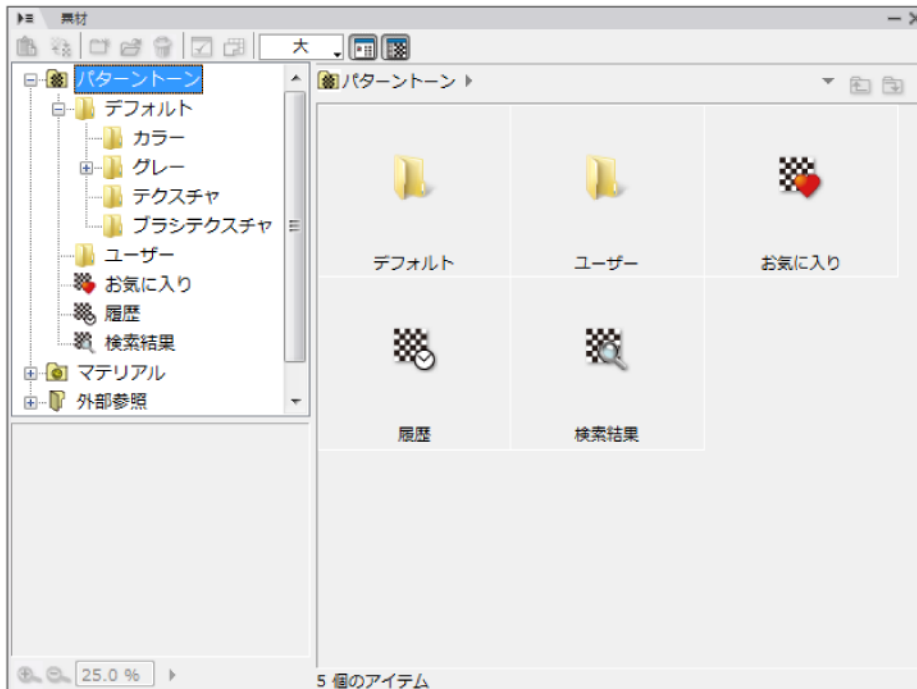 素材
大
パターントーン
デフォルト
カラー
グレー
テクスチャ
ブラシテクスチャ
ユーザー
お気に入り
履歴
検索結果
マテリアル
外部参照
25.0 %
パターントーン
デフォルト
ユーザー
お気に入り
履歴
検索結果
5 個のアイテム